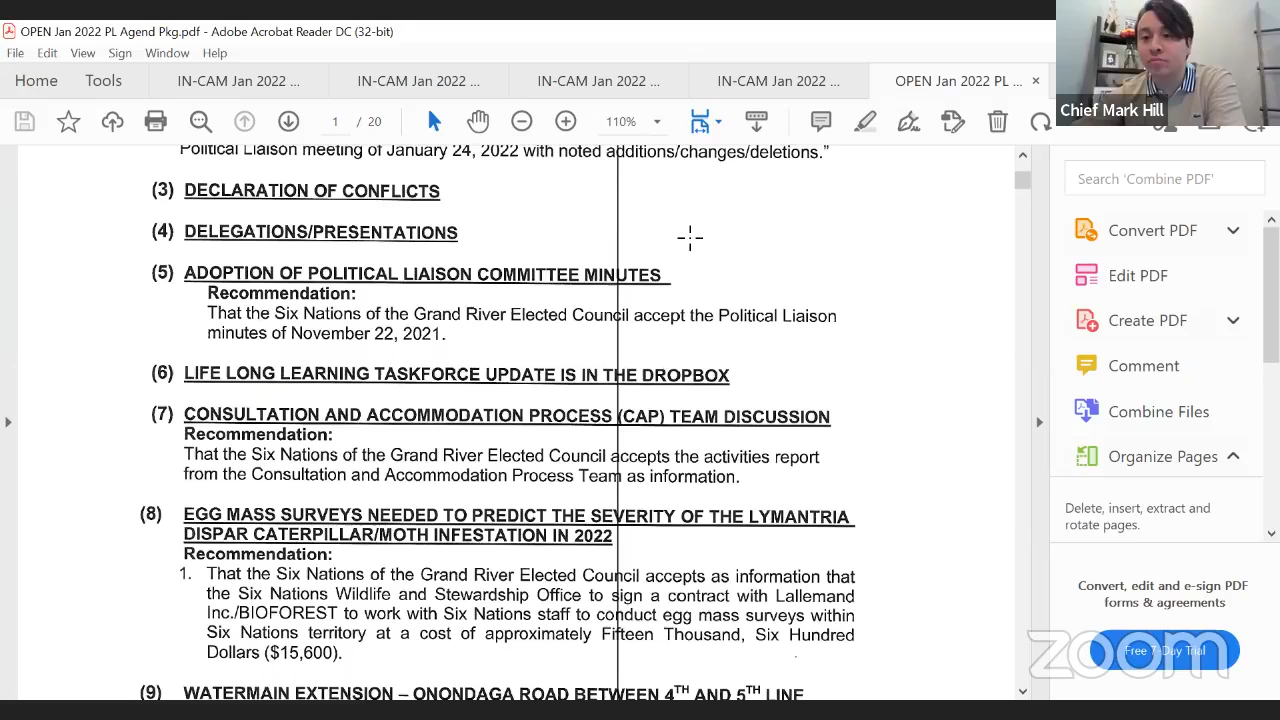 OPEN Jan 2022 PL Agend Pkg.pdf - Adobe Acrobat Reader DC (32-bit)
File Edit View Sign Window Help
Home Tools IN-CAM Jan 2022 ... IN-CAM Jan 2022 ... IN-CAM Jan 2022 ... IN-CAM Jan 2022 ... OPEN Jan 2022 PL ... ×
Chief Mark Hill
1 / 20 110%
Political Liaison meeting of January 24, 2022 with noted additions/changes/deletions."
(3) DECLARATION OF CONFLICTS
(4) DELEGATIONS/PRESENTATIONS
(5) ADOPTION OF POLITICAL LIAISON COMMITTEE MINUTES
Recommendation:
That the Six Nations of the Grand River Elected Council accept the Political Liaison
minutes of November 22, 2021.
(6) LIFE LONG LEARNING TASKFORCE UPDATE IS IN THE DROPBOX
(7) CONSULTATION AND ACCOMMODATION PROCESS (CAP) TEAM DISCUSSION
Recommendation:
That the Six Nations of the Grand River Elected Council accepts the activities report
from the Consultation and Accommodation Process Team as information.
(8) EGG MASS SURVEYS NEEDED TO PREDICT THE SEVERITY OF THE LYMANTRIA
DISPAR CATERPILLAR/MOTH INFESTATION IN 2022
Recommendation:
1. That the Six Nations of the Grand River Elected Council accepts as information that
the Six Nations Wildlife and Stewardship Office to sign a contract with Lallemand
Inc./BIOFOREST to work with Six Nations staff to conduct egg mass surveys within
Six Nations territory at a cost of approximately Fifteen Thousand, Six Hundred
Dollars ($15,600).
(9) WATERMAIN EXTENSION – ONONDAGA ROAD BETWEEN 4TH AND 5TH LINE
Search 'Combine PDF'
Convert PDF
Edit PDF
Create PDF
Comment
Combine Files
Organize Pages
Delete, insert, extract and
rotate pages.
Convert, edit and e-sign PDF
forms & agreements
Free 7-Day Trial
zoom